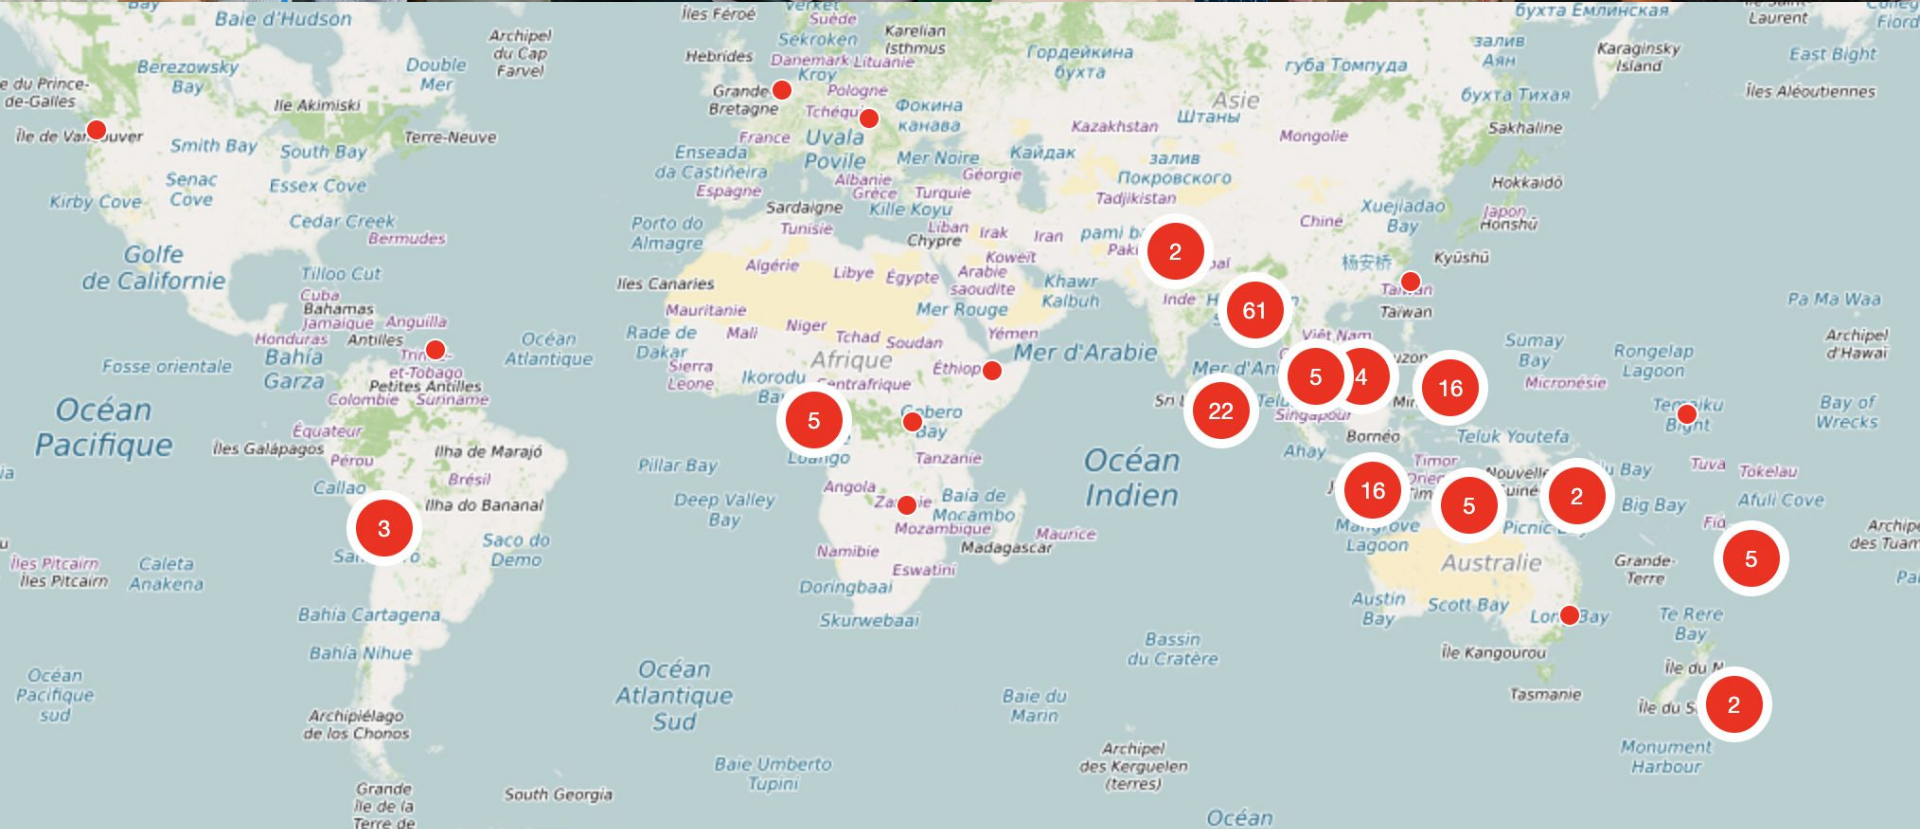 Bay
Baie d'Hudson
Îles Féroé
Suède
Sekroken
Karelian
Isthmus
бухта Емлинская
Laurent
Fiord
Archipel
du Cap
Farvel
Hebrides
Danemark
Lituanie
Kroy
Гордейкина
бухта
губа Томпуда
залив
Аян
Karaginsky
Island
East Bight
Berezowsky
Bay
Double
Mer
e du Prince-
de-Galles
Ile Akimiski
Grande
Bretagne
Pologne
Фокина
канава
Asie
Штаны
бухта Тихая
Îles Aléoutiennes
Terre-Neuve
Smith Bay
South Bay
France
Uvala
Povile
Kazakhstan
Mongolie
Sakhaline
Enseada
da Castiñeira
Mer Noire
Кайдак
залив
Покровского
Senac
Cove
Essex Cove
Espagne
Albanie
Grèce
Turquie
Géorgie
Tadjikistan
Hokkaidō
Kirby Cove
Cedar Creek
Bermudes
Sardaigne
Kille Koyu
Xuejiadao
Bay
Japon
Honshū
Porto do
Almagre
Tunisie
Liban
Chypre
Irak
Iran
Chine
Golfe
de Californie
Tilloo Cut
Algérie
Libye
Égypte
Koweït
Arabie
saoudite
Khawr
Kalbuh
2
杨安桥
Kyūshū
Iles Canaries
Cuba
Bahamas
Jamaïque
Anguilla
Mauritanie
Mer Rouge
Inde
61
Taiwan
Pa Ma Waa
Honduras
Antilles
Océan
Atlantique
Rade de
Dakar
Mali
Niger
Tchad
Soudan
Yémen
Việt Nam
Sumay
Bay
Archipel
d'Hawaï
Fosse orientale
Bahía
Garza
et-Tobago
Petites Antilles
Colombie
Suriname
Sierra
Leone
Afrique
Mer d'Arabie
5
4
16
Rongelap
Lagoon
Micronésie
Ikorodu
22
Singapour
Océan
Pacifique
5
Bay
Bay of
Wrecks
Équateur
Îles Galápagos
Pérou
Ilha de Marajó
Brésil
Callao
Ilha do Bananal
Pillar Bay
Loango
Tanzanie
Océan
Indien
Ahay
Bornéo
Teluk Youtefa
Timor
Tuva
Tokelau
3
Deep Valley
Bay
Angola
Baía de
Mocambo
Mozambique
Madagascar
Maurice
16
5
2
Big Bay
Afuli Cove
Lagoon
Îles Pitcairn
Îles Pitcairn
Caleta
Anakena
Saco do
Demo
Namibie
Eswatini
Australie
Grande-
Terre
5
Doringbaai
Skurwebaai
Bahía Cartagena
Austin
Bay
Scott Bay
Te Rere
Bay
Bahía Nihue
Océan
Pacifique
sud
Océan
Atlantique
Sud
Bassin
du Cratère
Île Kangourou
Tasmanie
2
Archipiélago
de los Chonos
Baie du
Marin
Monument
Harbour
Baie Umberto
Tupini
Archipel
des Kerguelen
(terres)
Grande
île de la
Terre de
South Georgia
Océan